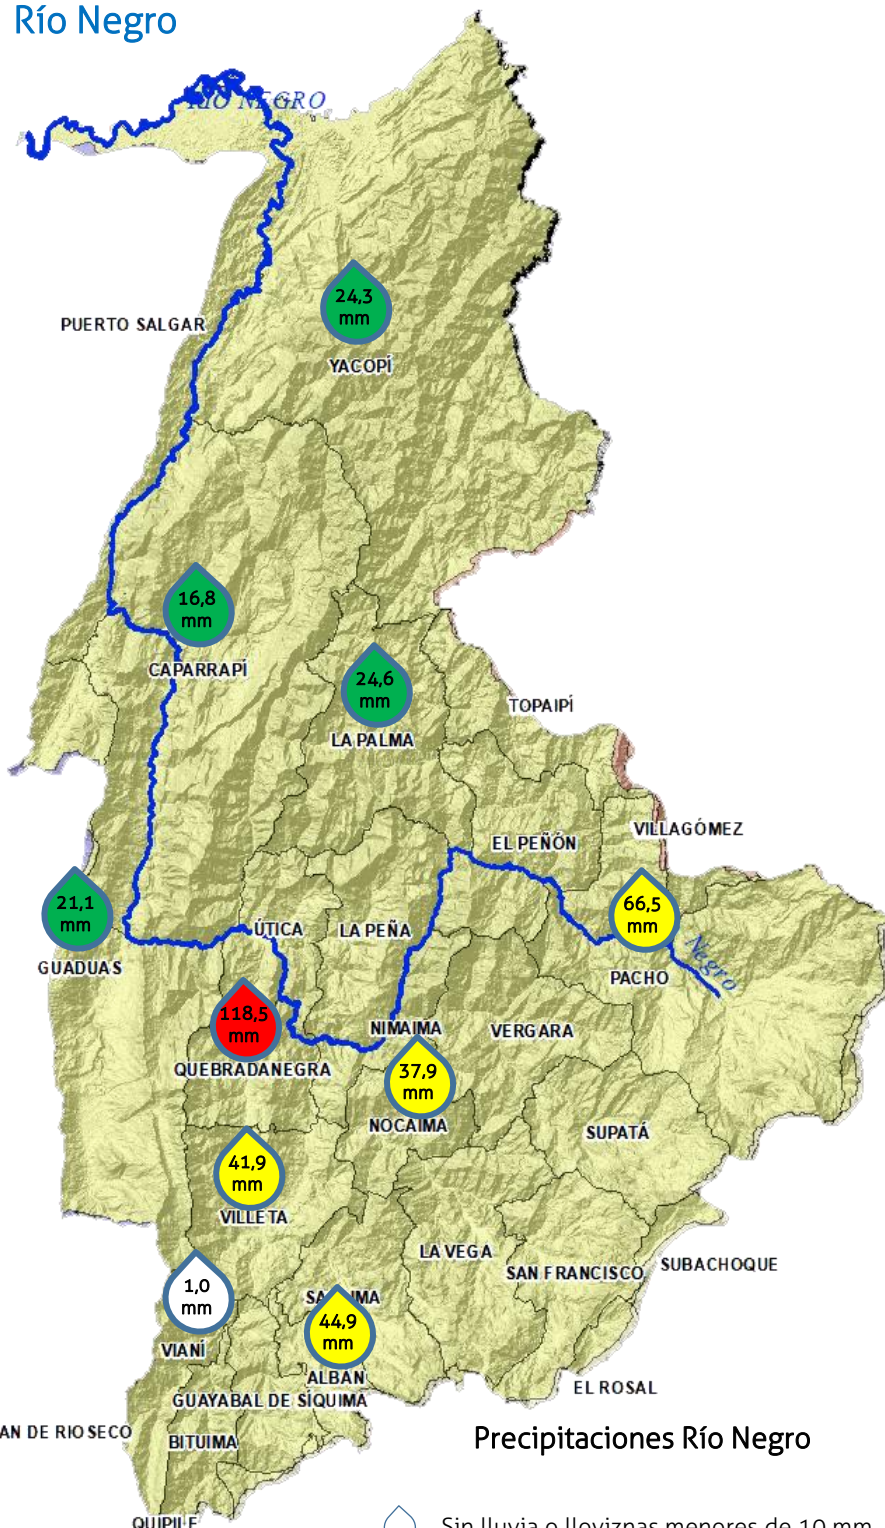 Río Negro
RÍO NEGRO
24,3
mm
PUERTO SALGAR
YACOPÍ
16,8
mm
CAPARRAPÍ
24,6
mm
LA PALMA
TOPAIPÍ
EL PEÑÓN
VILLAGÓMEZ
21,1
mm
66,5
mm
GUADUAS
ÚTICA
LA PEÑA
Negro
PACHO
118,5
mm
QUEBRADANEGRA
NIMAIMA
VERGARA
37,9
mm
NOCAIMA
SUPATÁ
41,9
mm
VILLETA
LA VEGA
SAN FRANCISCO
SUBACHOQUE
1,0
mm
VIANÍ
SA IMA
44,9
mm
ALBÁN
EL ROSAL
GUAYABAL DE SÍQUIMA
AN DE RIOSECO
BITUIMA
Precipitaciones Río Negro
QUIPILE
Sin lluvia o lloviznas menores de 10 mm